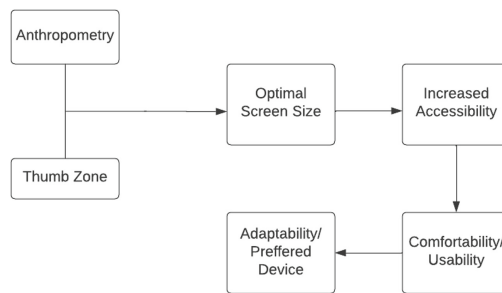 Anthropometry
Optimal
Screen Size
Increased
Accessibility
Thumb Zone
Adaptability/
Preffered
Device
Comfortability/
Usability